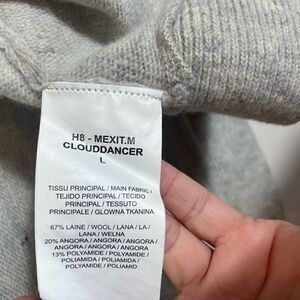 H8 - MEXIT.M
CLOUDDANCER
L
TISSU PRINCIPAL / MAIN FABRIC /
TEJIDO PRINCIPAL / TECIDO
PRINCIPAL / TESSUTO
PRINCIPALE / GLOWNA TKANINA
67% LAINE / WOOL / LANA / LA /
LANA / WELNA
20% ANGORA / ANGORA / ANGORA /
ANGORA / ANGORA / ANGORA
13% POLYAMIDE / POLYAMIDE /
POLIAMIDA / POLIAMIDA /
POLYAMIDE / POLIAMID